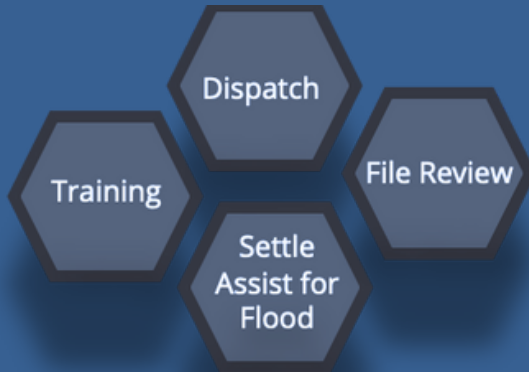 Dispatch
File Review
Training
Settle
Assist for
Flood